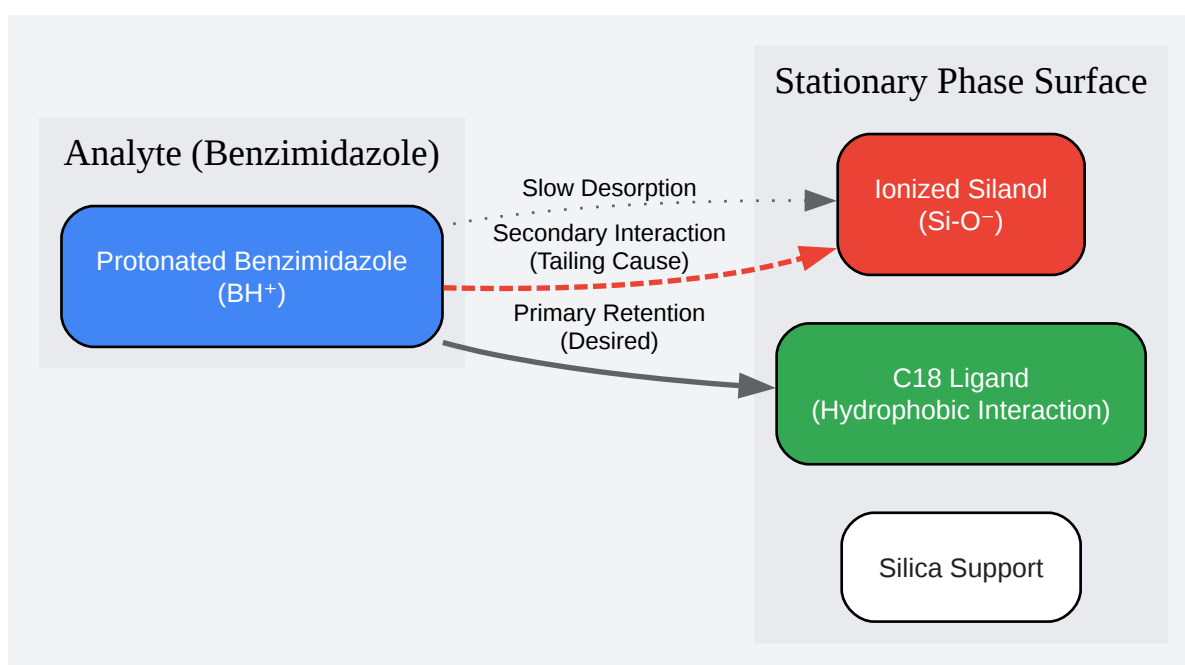 Stationary Phase Surface
Analyte (Benzimidazole)
Protonated Benzimidazole
(BH⁺)
Slow Desorption
Secondary Interaction
(Tailing Cause)
Primary Retention
(Desired)
Ionized Silanol
(Si-O⁻)
C18 Ligand
(Hydrophobic Interaction)
Silica Support